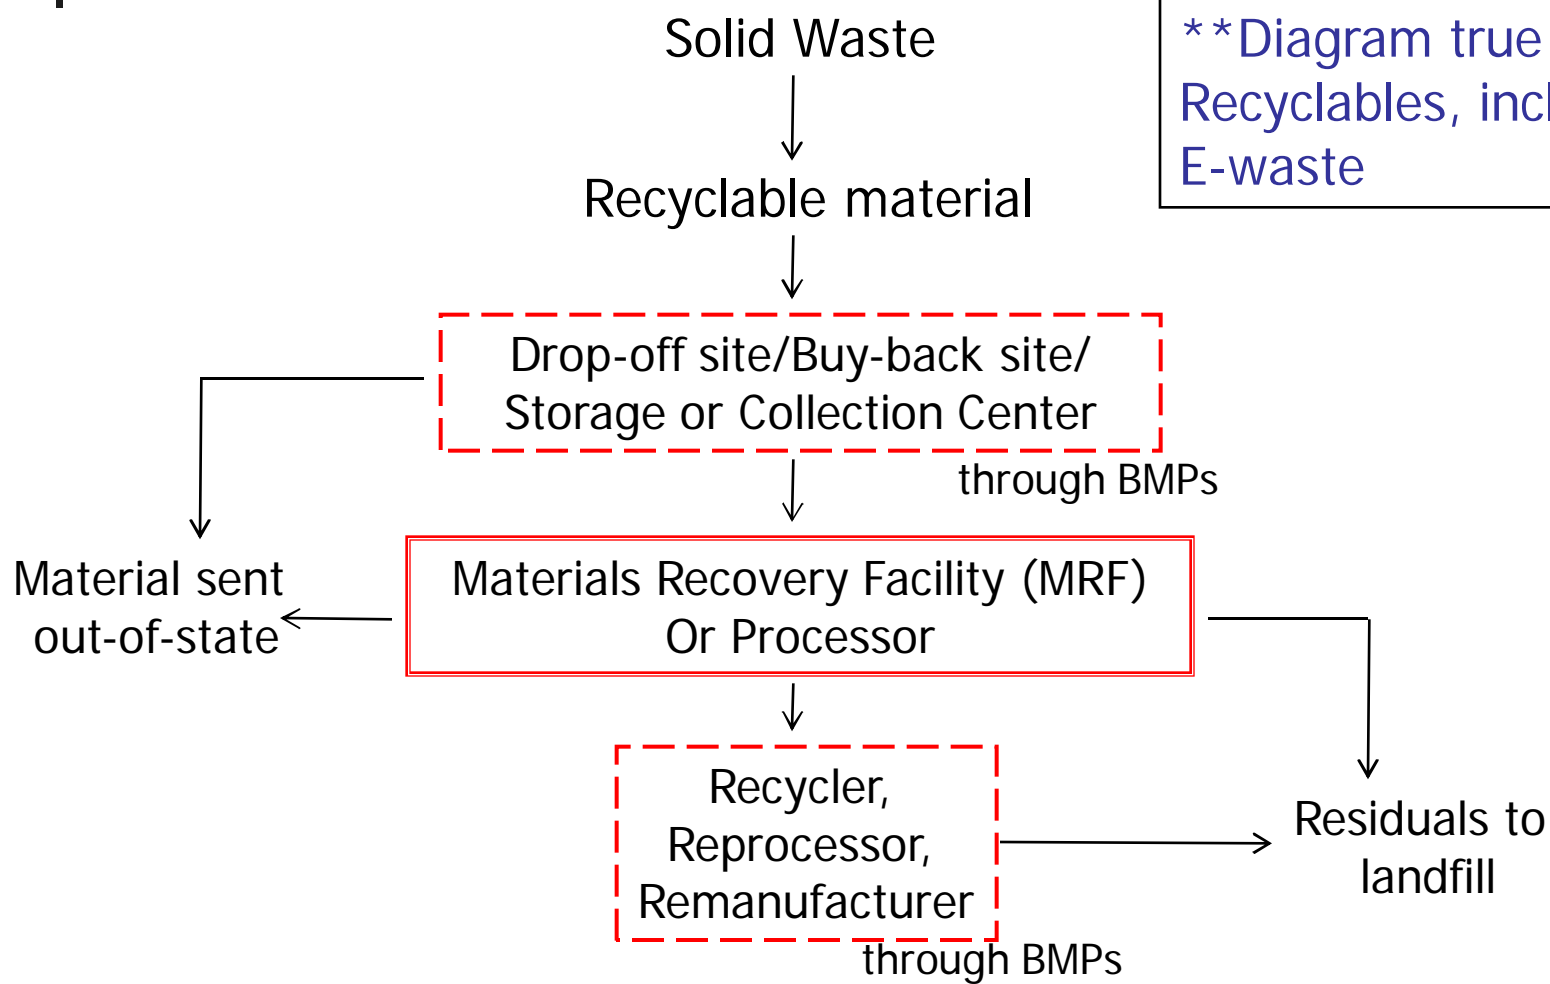 Solid Waste
**Diagram true
Recyclables, incl
E-waste
Recyclable material
Drop-off site/Buy-back site/
Storage or Collection Center
through BMPs
Material sent
out-of-state
Materials Recovery Facility (MRF)
Or Processor
Recycler,
Reprocessor,
Remanufacturer
through BMPs
Residuals to
landfill